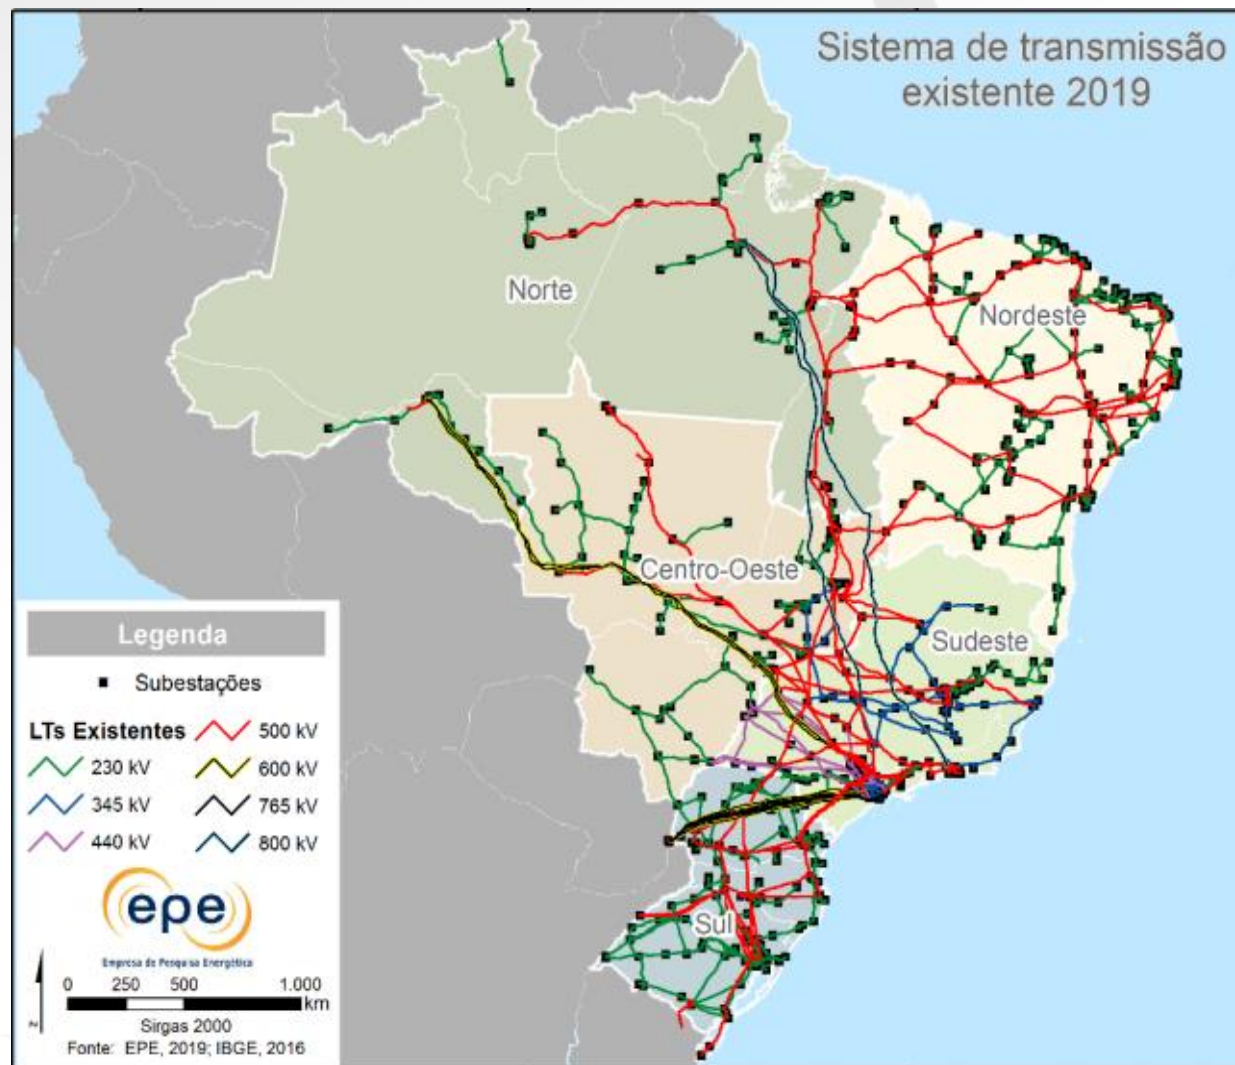 Sistema de transmissão
existente 2019
Norte
Nordeste
Centro-Oeste
Sudeste
Sul
Legenda
Subestações
LTs Existentes
500 kV
230 kV
600 kV
345 kV
765 kV
440 kV
800 kV
epe
Empresa de Pesquisa Energética
0 250 500 1.000
km
N
Sirgas 2000
Fonte: EPE, 2019; IBGE, 2016